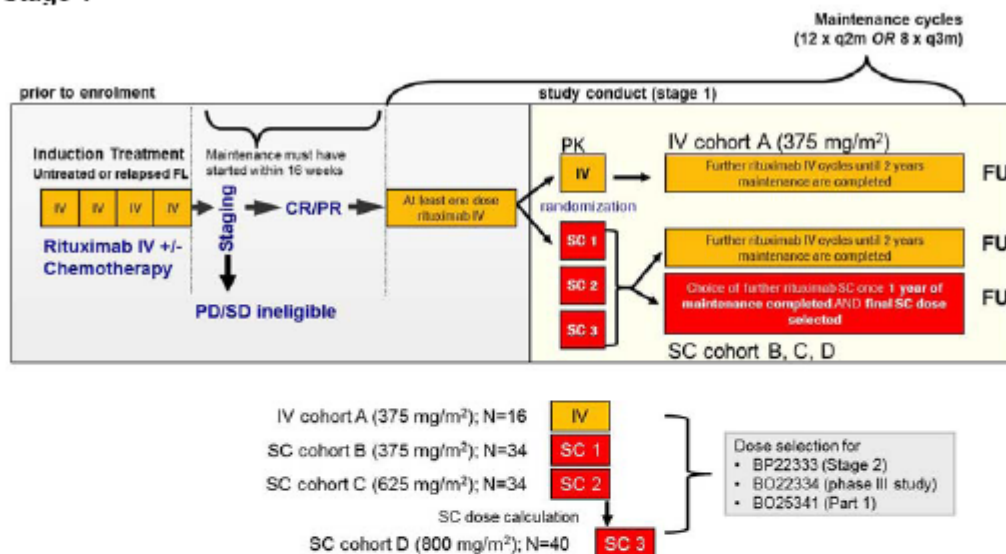 Maintenance cycles
(12 x q2m OR 8 x q3m)
prior to enrolment
study conduct (stage 1)
Induction Treatment
Untreated or relapsed FL
IV IV IV IV
Rituximab IV +/-
Chemotherapy
Maintenance must have
started within 16 weeks
Staging
CR/PR
PD/SD ineligible
At least one dose
rituximab IV
PK
IV
randomization
SC 1
SC 2
SC 3
IV cohort A (375 mg/m²)
Further rituximab IV cycles until 2 years
maintenance are completed
FU
Further rituximab IV cycles until 2 years
maintenance are completed
FU
Choice of further rituximab SC once 1 year
of maintenance completed AND final SC dose
selected
FU
SC cohort B, C, D
IV cohort A (375 mg/m²); N=16
IV
SC cohort B (375 mg/m²); N=34
SC 1
SC cohort C (625 mg/m²); N=34
SC 2
SC dose calculation
SC cohort D (800 mg/m²); N=40
SC 3
Dose selection for
• BP22333 (Stage 2)
• BO22334 (phase III study)
• BO25341 (Part 1)